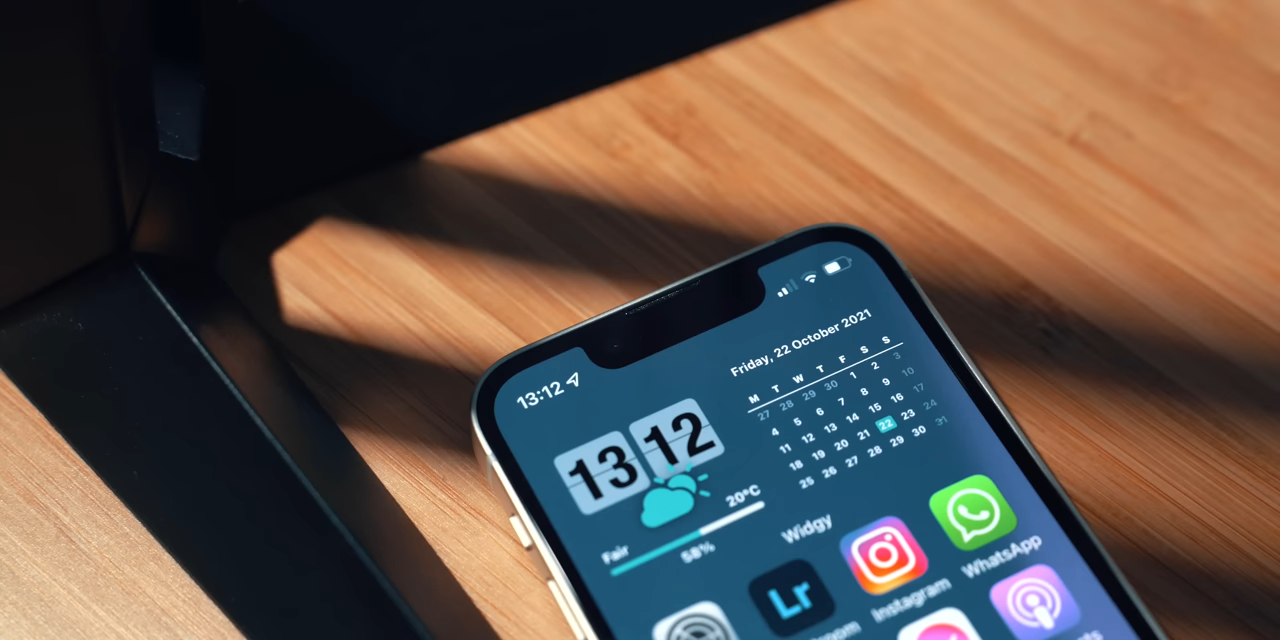 13:12
Friday, 22 October 2021
M T W T F S S
27 28 29 30 1 2 3
4 5 6 7 8 9 10
11 12 13 14 15 16 17
18 19 20 21 22 23 24
25 26 27 28 29 30 31
13 12
20°C
Fair
58%
Widgy
WhatsApp
Instagram
Lr
room